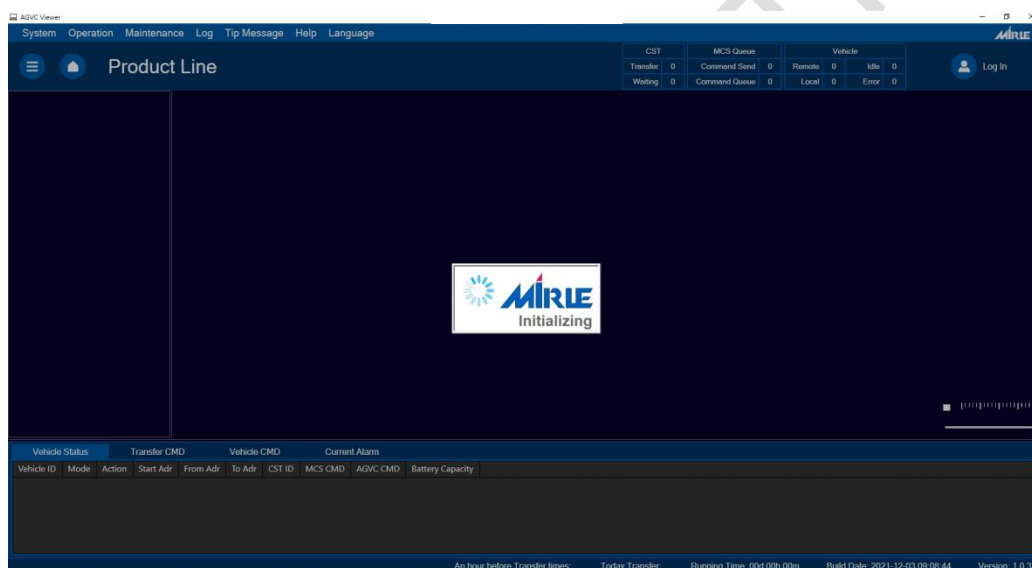 AGVC Viewer
System Operation Maintenance Log Tip Message Help Language
MIRLE
Product Line
CST MCS Queue Vehicle
Transfer 0 Command Send 0 Remote 0 Idle 0
Waiting 0 Command Queue 0 Local 0 Error 0
Log In
MIRLE
Initializing
Vehicle Status Transfer CMD Vehicle CMD Current Alarm
Vehicle ID Mode Action Start Adr From Adr To Adr CST ID MCS CMD AGVC CMD Battery Capacity
An hour before Transfer times: Today Transfer: Running Time: 00d 00h 00m Build Date: 2021-12-03 09:08:44 Version: 1.0.3